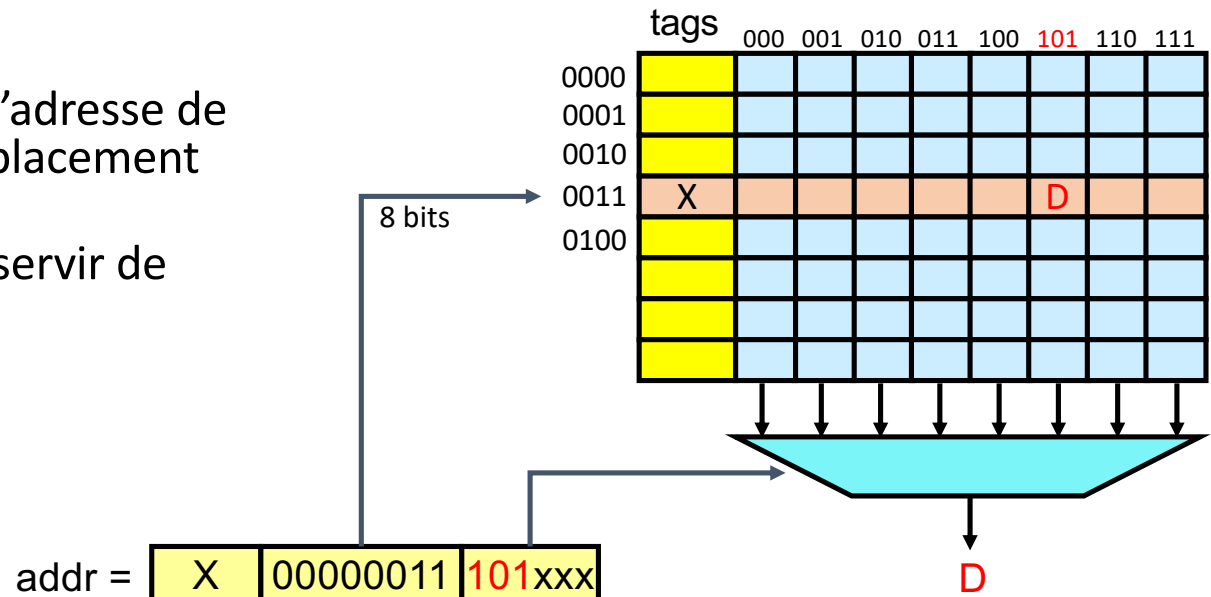 'adresse de
placement
servir de
tags
000 001 010 011 100 101 110 111
0000
0001
0010
0011 X D
0100
8 bits
addr = X 00000011 101xxx
D